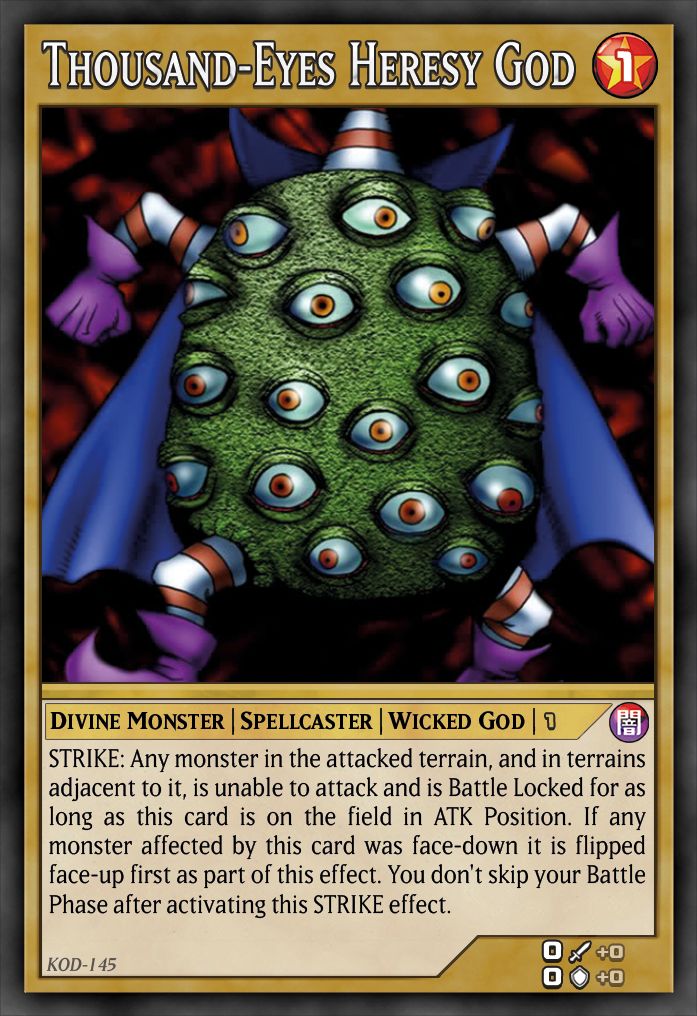 Thousand-Eyes Heresy God 1
Divine Monster | Spellcaster | Wicked God | 1 闇
STRIKE: Any monster in the attacked terrain, and in terrains
adjacent to it, is unable to attack and is Battle Locked for as
long as this card is on the field in ATK Position. If any
monster affected by this card was face-down it is flipped
face-up first as part of this effect. You don't skip your Battle
Phase after activating this STRIKE effect.
KOD-145
0 +0
0 +0